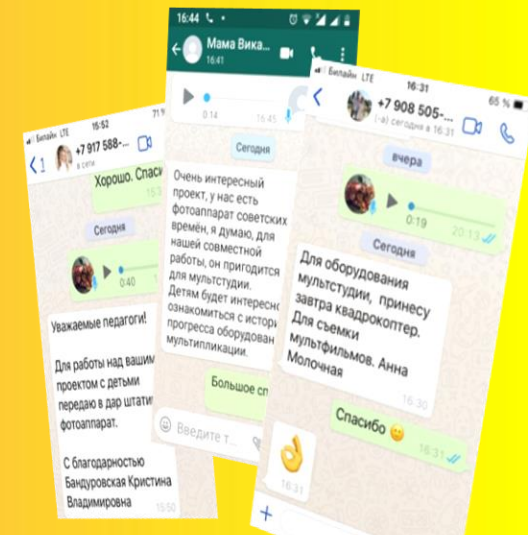 Билайн LTE 16:52 71%
1 +7 917 588-...
в сети
Хорошо. Спаси
Сегодня
0:40
Уважаемые педагоги!
Для работы над вашим
проектом с детьми
передаю в дар штатив
фотоаппарат.
С благодарностью
Бандуровская Кристина
Владимировна
15:50
16:44
Мама Вика...
16:41
0:14 16:45
Сегодня
Очень интересный
проект, у нас есть
фотоаппарат советских
времён, я думаю, для
нашей совместной
работы, он пригодится
для мультстудии.
Детям будет интересно
ознакомиться с истори
прогресса оборудован
мультипликации.
Большое сп
Введите т...
Билайн LTE 16:31 65 %
+7 908 505-...
(-а) сегодня в 16:31
вчера
0:19 20:13
Сегодня
Для оборудования
мультстудии, принесу
завтра квадрокоптер.
Для съемки
мультфильмов. Анна
Молочная
16:30
Спасибо 😊
16:31
👌
16:31